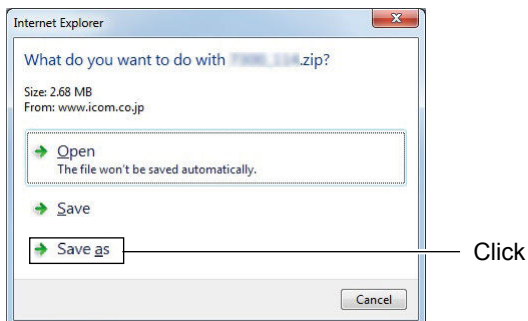 Internet Explorer
What do you want to do with .zip?
Size: 2.68 MB
From: www.icom.co.jp
Open
The file won't be saved automatically.
Save
Save as
Click
Cancel